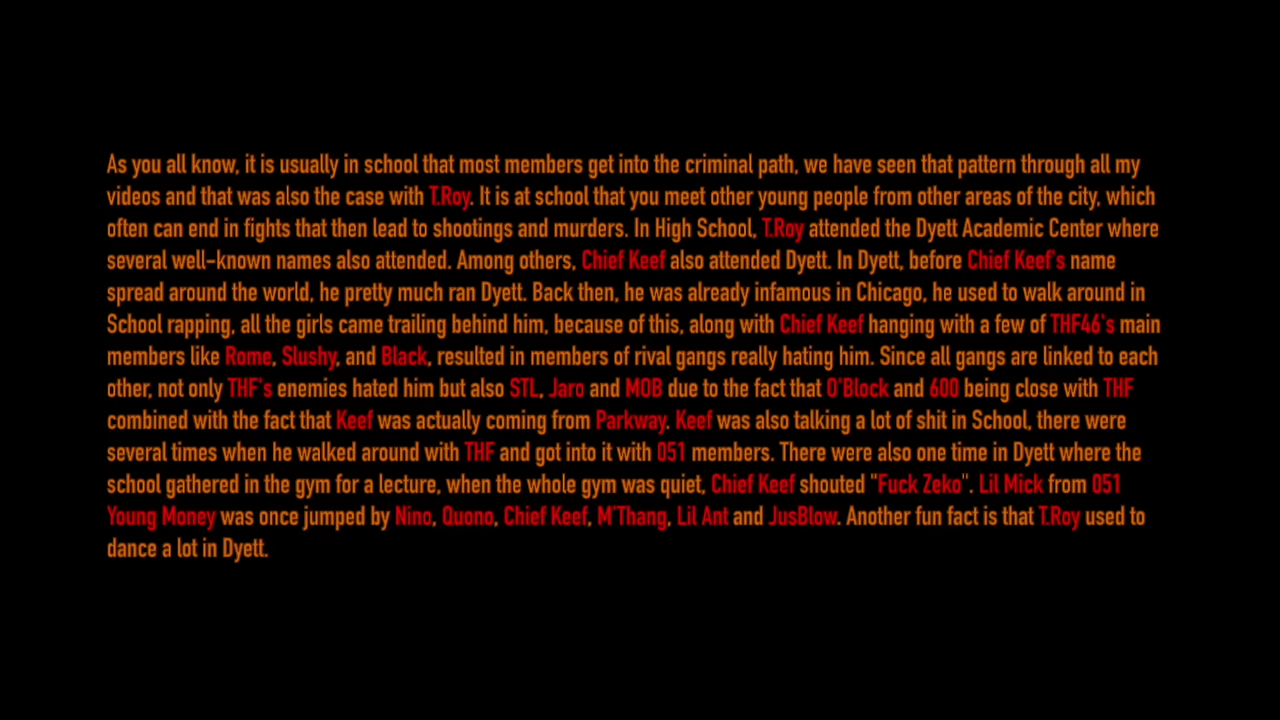 As you all know, it is usually in school that most members get into the criminal path, we have seen that pattern through all my
videos and that was also the case with T.Roy. It is at school that you meet other young people from other areas of the city, which
often can end in fights that then lead to shootings and murders. In High School, T.Roy attended the Dyett Academic Center where
several well-known names also attended. Among others, Chief Keef also attended Dyett. In Dyett, before Chief Keef's name
spread around the world, he pretty much ran Dyett. Back then, he was already infamous in Chicago, he used to walk around in
School rapping, all the girls came trailing behind him, because of this, along with Chief Keef hanging with a few of THF46's main
members like Rome, Slushy, and Black, resulted in members of rival gangs really hating him. Since all gangs are linked to each
other, not only THF's enemies hated him but also STL, Jaro and MOB due to the fact that O'Block and 600 being close with THF
combined with the fact that Keef was actually coming from Parkway. Keef was also talking a lot of shit in School, there were
several times when he walked around with THF and got into it with 051 members. There were also one time in Dyett where the
school gathered in the gym for a lecture, when the whole gym was quiet, Chief Keef shouted "Fuck Zeko". Lil Mick from 051
Young Money was once jumped by Nino, Quono, Chief Keef, M'Thang, Lil Ant and JusBlow. Another fun fact is that T.Roy used to
dance a lot in Dyett.